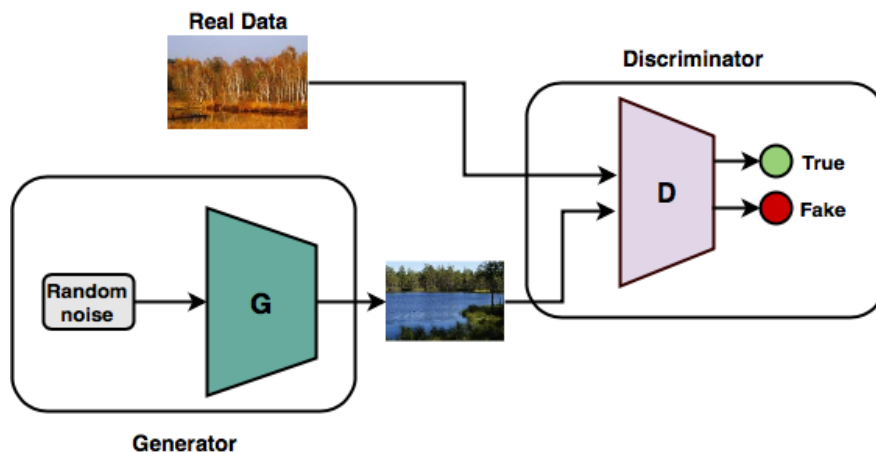 Real Data
Discriminator
True
D
Fake
Random
noise
G
Generator